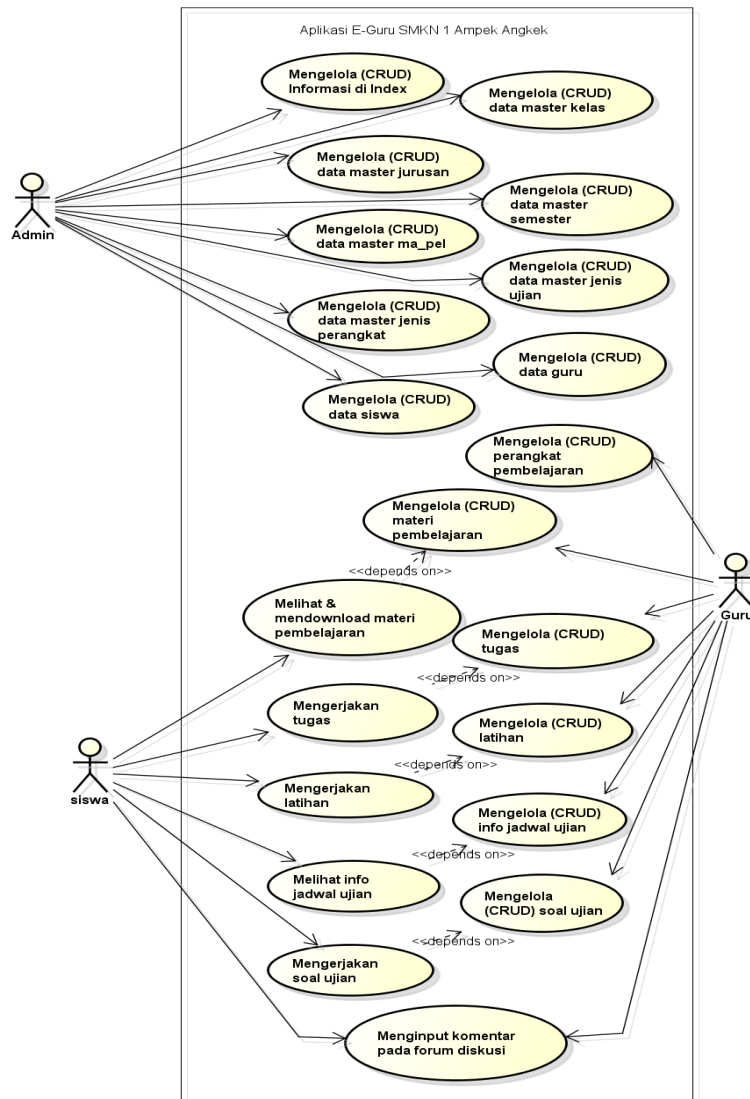 Aplikasi E-Guru SMKN 1 Ampek Angkek
Mengelola (CRUD)
Informasi di Index
Mengelola (CRUD)
data master kelas
Mengelola (CRUD)
data master jurusan
Admin
Mengelola (CRUD)
data master
semester
Mengelola (CRUD)
data master ma_pel
Mengelola (CRUD)
data master jenis
ujian
Mengelola (CRUD)
data master jenis
perangkat
Mengelola (CRUD)
data guru
Mengelola (CRUD)
data siswa
Mengelola (CRUD)
perangkat
pembelajaran
Mengelola (CRUD)
materi
pembelajaran
<<depends on>>
Guru
Melihat &
mendownload materi
pembelajaran
Mengelola (CRUD)
tugas
<<depends on>>
Mengerjakan
tugas
Mengelola (CRUD)
latihan
<<depends on>>
siswa
Mengerjakan
latihan
Mengelola (CRUD)
info jadwal ujian
<<depends on>>
Melihat info
jadwal ujian
Mengelola
(CRUD) soal ujian
<<depends on>>
Mengerjakan
soal ujian
Menginput komentar
pada forum diskusi